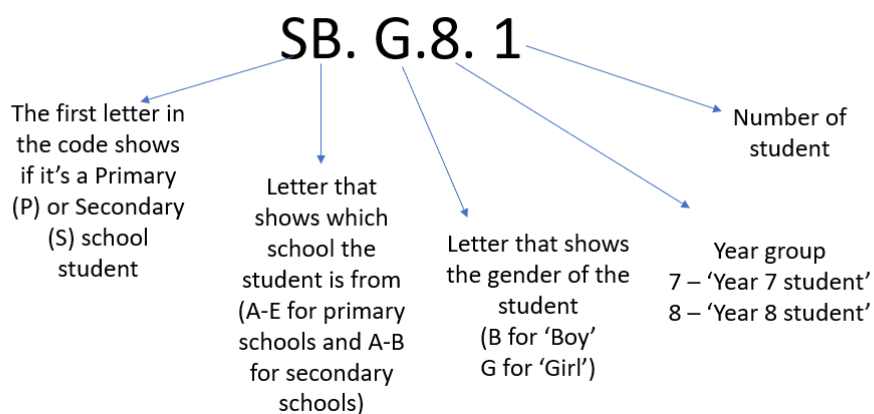 SB. G.8. 1
The first letter in
the code shows
if it's a Primary
(P) or Secondary
(S) school
student
Letter that
shows which
school the
student is from
(A-E for primary
schools and A-B
for secondary
schools)
Letter that shows
the gender of the
student
(B for ‘Boy’
G for ‘Girl’)
Year group
7 – ‘Year 7 student’
8 – ‘Year 8 student’
Number of
student